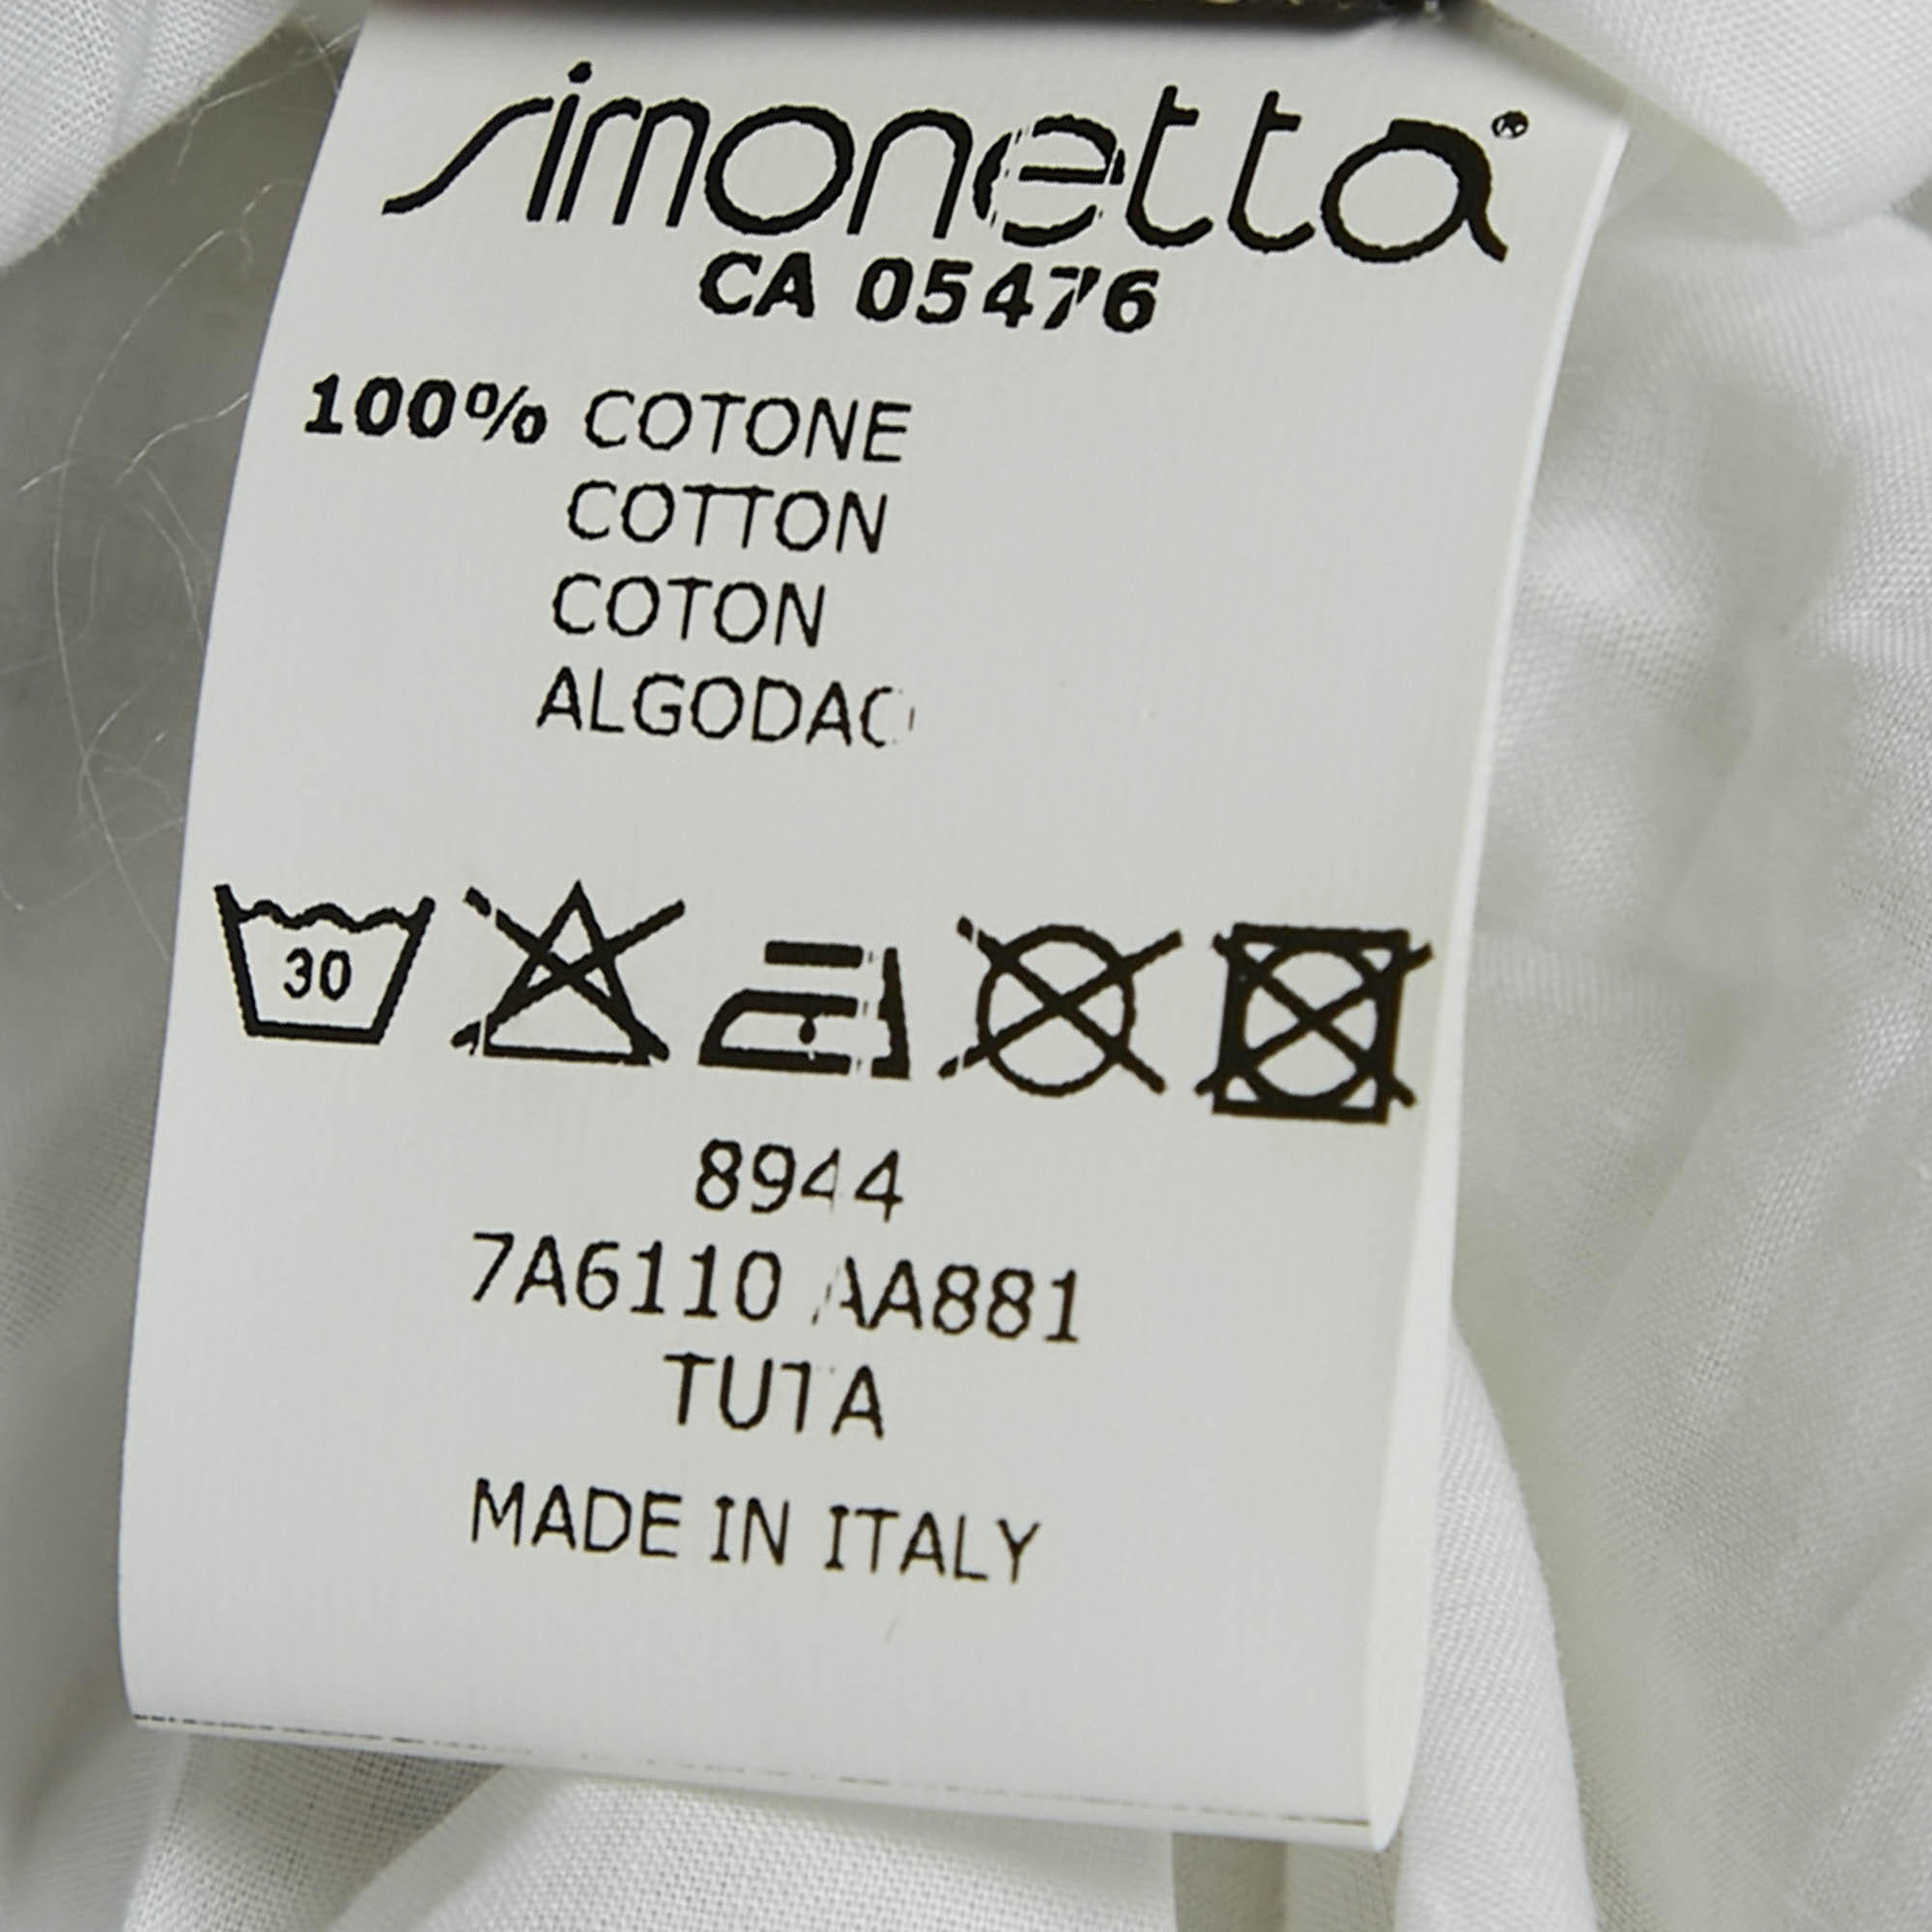 simonetta®
CA 05476
100% COTONE
COTTON
COTON
ALGODAO
30
8944
7A6110 AA881
TUTA
MADE IN ITALY